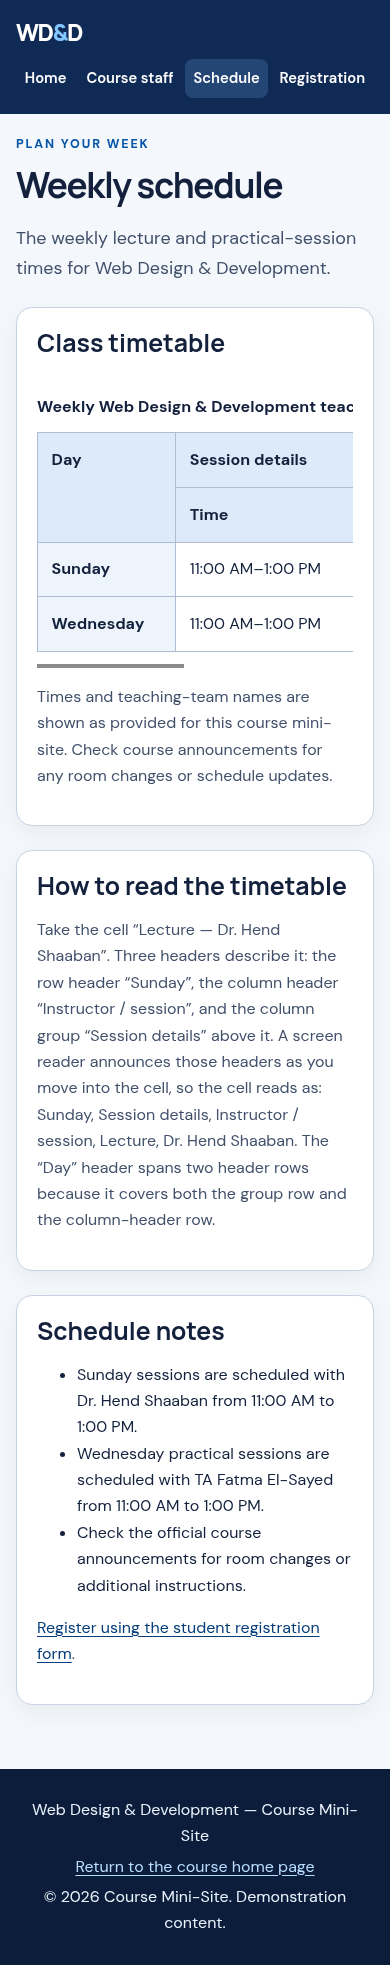 WD&D
Home Course staff Schedule Registration
PLAN YOUR WEEK
Weekly schedule
The weekly lecture and practical-session
times for Web Design & Development.
Class timetable
Weekly Web Design & Development teac
Day Session details
Time
Sunday 11:00 AM–1:00 PM
Wednesday 11:00 AM–1:00 PM
Times and teaching-team names are
shown as provided for this course mini-
site. Check course announcements for
any room changes or schedule updates.
How to read the timetable
Take the cell “Lecture — Dr. Hend
Shaaban”. Three headers describe it: the
row header “Sunday”, the column header
“Instructor / session”, and the column
group “Session details” above it. A screen
reader announces those headers as you
move into the cell, so the cell reads as:
Sunday, Session details, Instructor /
session, Lecture, Dr. Hend Shaaban. The
“Day” header spans two header rows
because it covers both the group row and
the column-header row.
Schedule notes
• Sunday sessions are scheduled with
Dr. Hend Shaaban from 11:00 AM to
1:00 PM.
• Wednesday practical sessions are
scheduled with TA Fatma El-Sayed
from 11:00 AM to 1:00 PM.
• Check the official course
announcements for room changes or
additional instructions.
Register using the student registration
form.
Web Design & Development — Course Mini-
Site
Return to the course home page
© 2026 Course Mini-Site. Demonstration
content.